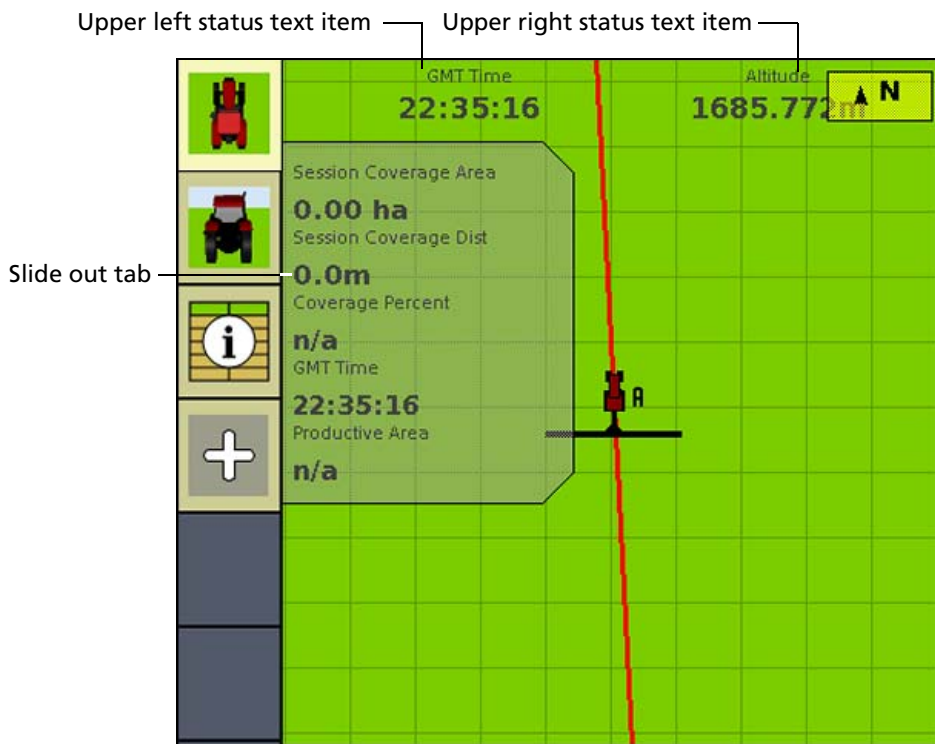 Upper left status text item
Upper right status text item
GMT Time
22:35:16
Altitude
1685.772m
N
Session Coverage Area
0.00 ha
Session Coverage Dist
Slide out tab
0.0m
Coverage Percent
n/a
i
GMT Time
22:35:16
Productive Area
n/a
A